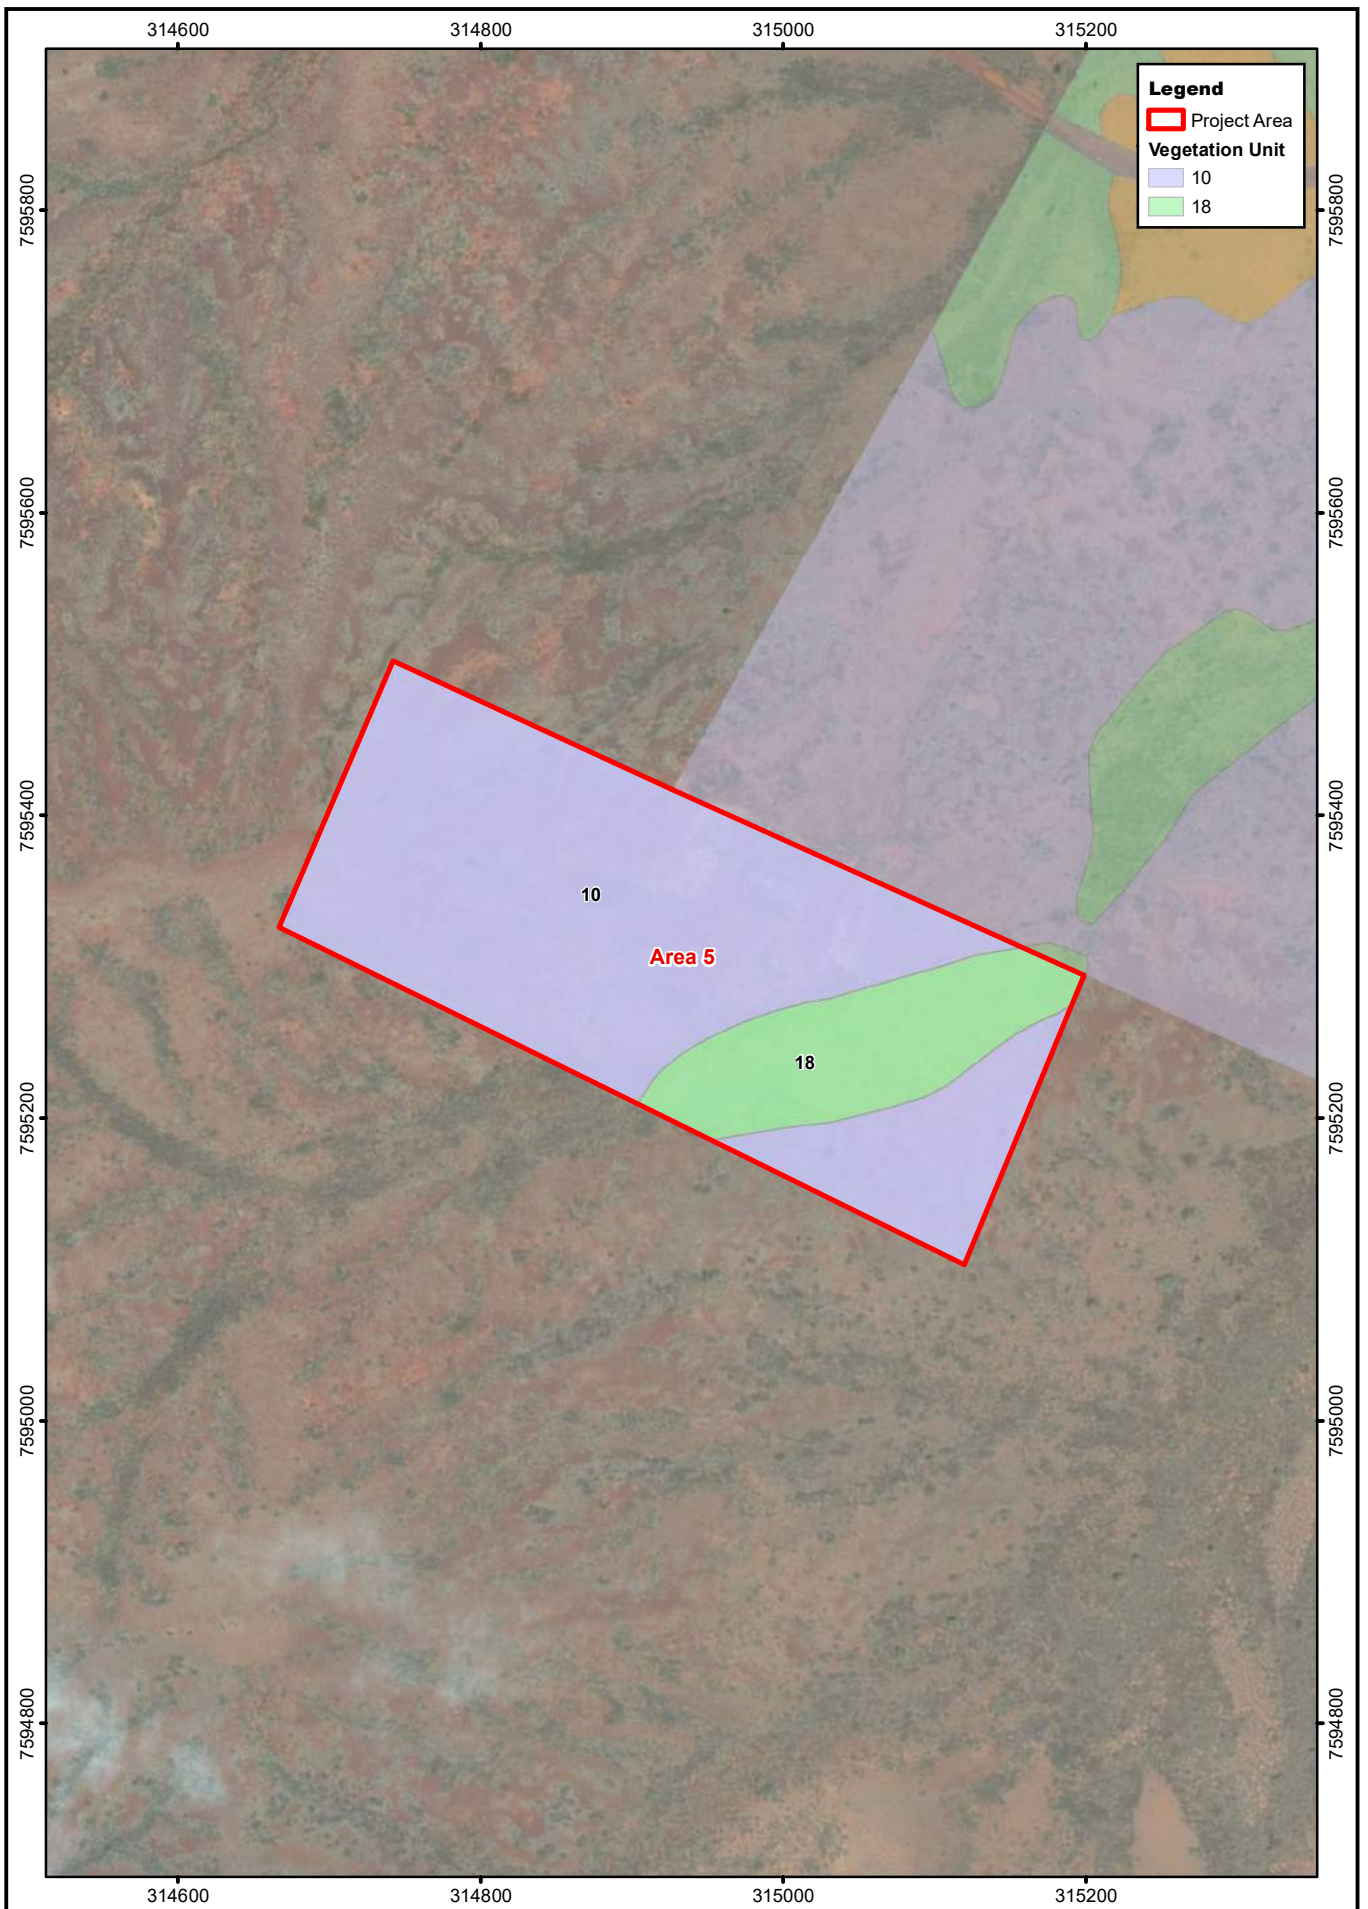 314600 314800 315000 315200
Legend
Project Area
Vegetation Unit
10
18
7595800 7595800
7595600 7595600
7595400 7595400
10
Area 5
18
7595200 7595200
7595000 7595000
7594800 7594800
314600 314800 315000 315200